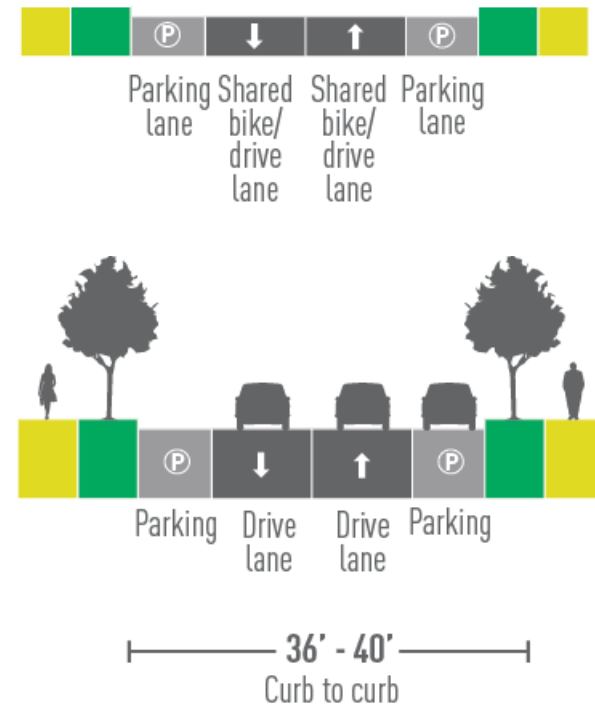 P P
Parking Shared Shared Parking
lane bike/ bike/ lane
drive drive
lane lane
P P
Parking Drive Drive Parking
lane lane
36’ - 40’
Curb to curb